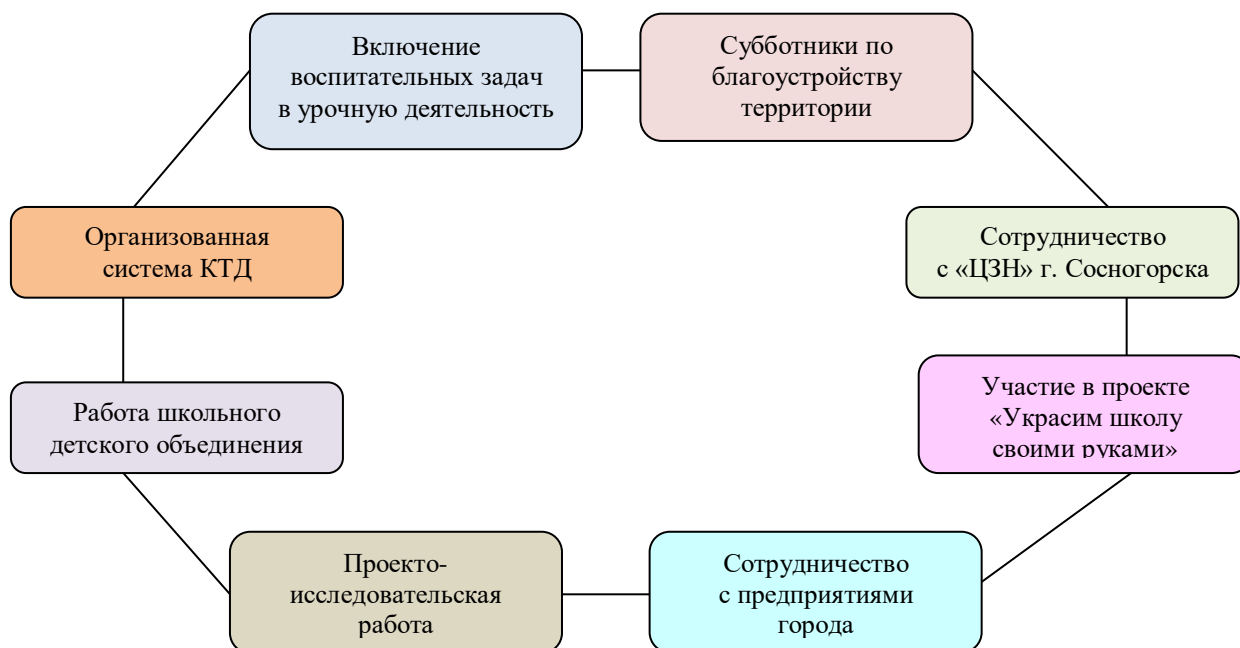 Включение
воспитательных задач
в урочную деятельность
Субботники по
благоустройству
территории
Организованная
система КТД
Сотрудничество
с «ЦЗН» г. Сосногорска
Работа школьного
детского объединения
Участие в проекте
«Украсим школу
своими руками»
Проекто-
исследовательская
работа
Сотрудничество
с предприятиями
города